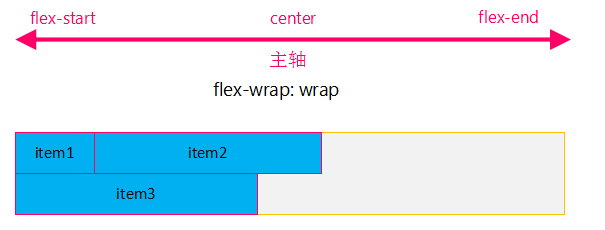 flex-start center flex-end
主轴
flex-wrap: wrap
item1 item2
item3